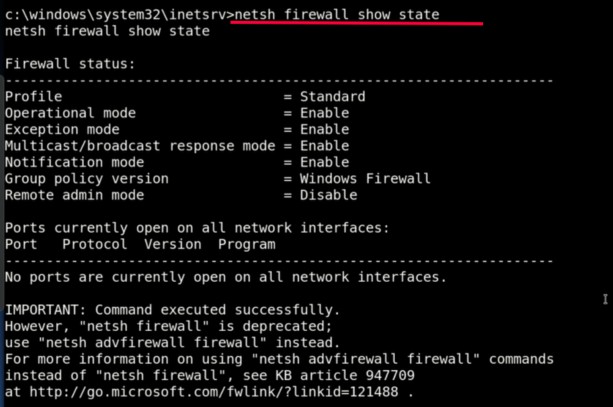 c:\windows\system32\inetsrv>netsh firewall show state
netsh firewall show state
Firewall status:
-------------------------------------------------------------------
Profile = Standard
Operational mode = Enable
Exception mode = Enable
Multicast/broadcast response mode = Enable
Notification mode = Enable
Group policy version = Windows Firewall
Remote admin mode = Disable
Ports currently open on all network interfaces:
Port Protocol Version Program
-------------------------------------------------------------------
No ports are currently open on all network interfaces.
IMPORTANT: Command executed successfully.
However, "netsh firewall" is deprecated;
use "netsh advfirewall firewall" instead.
For more information on using "netsh advfirewall firewall" commands
instead of "netsh firewall", see KB article 947709
at http://go.microsoft.com/fwlink/?linkid=121488 .